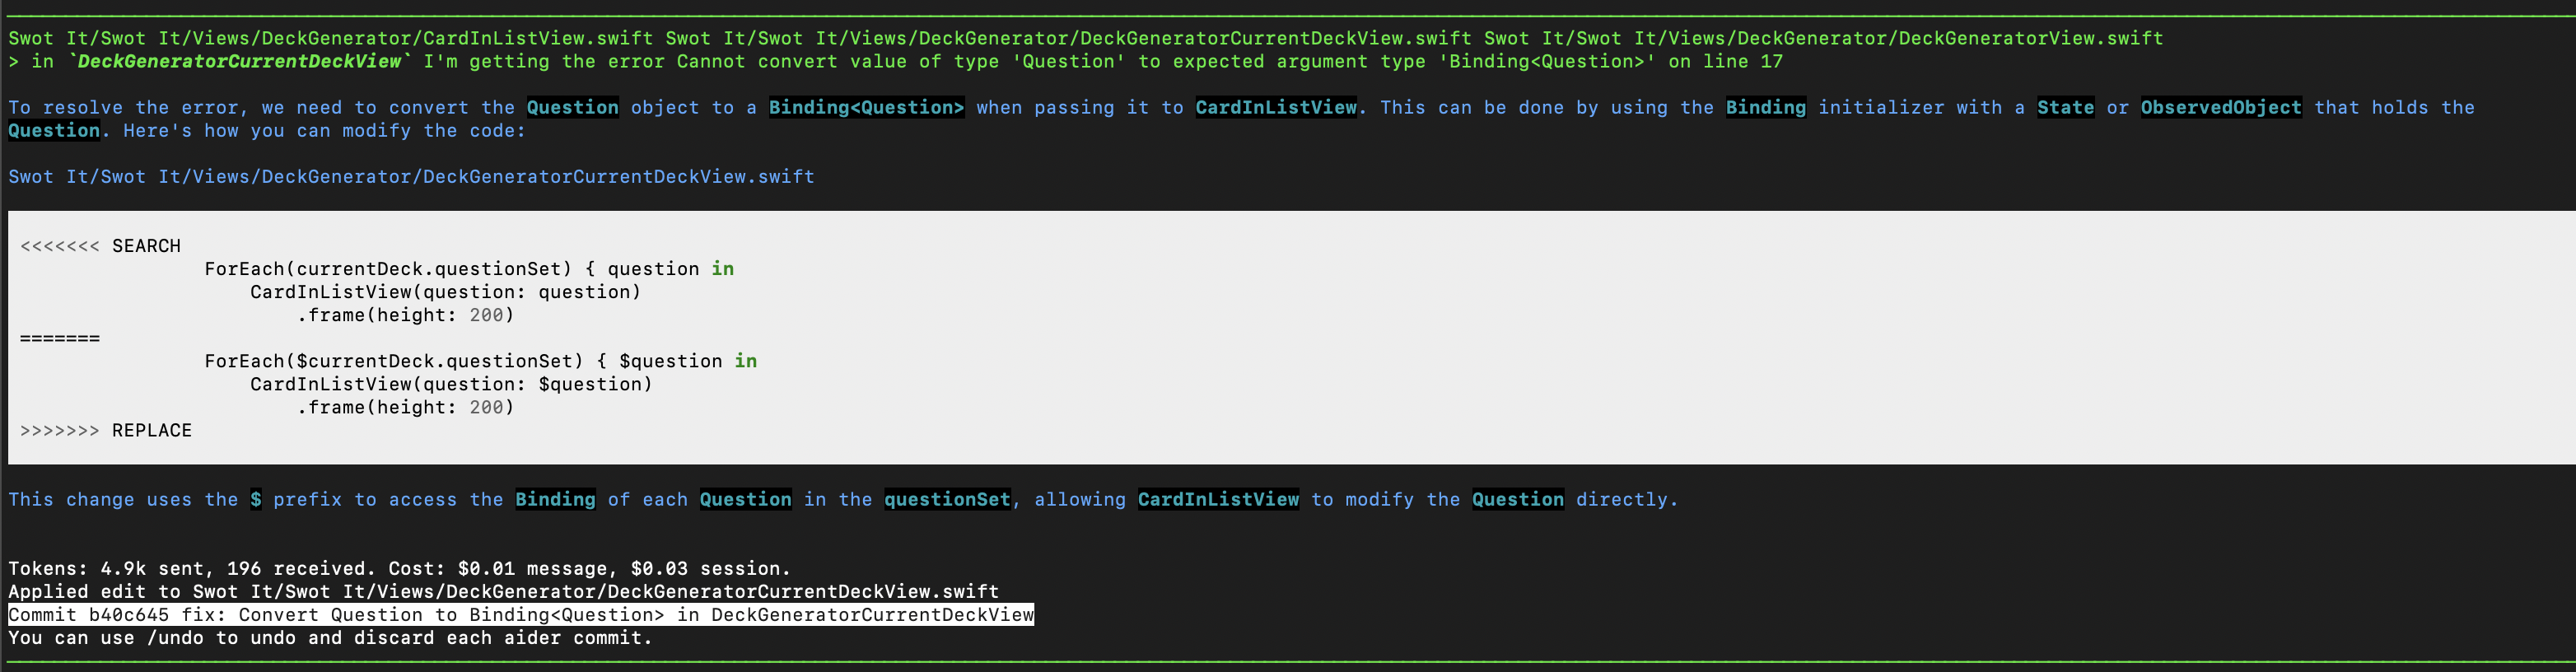 Swot It/Swot It/Views/DeckGenerator/CardInListView.swift Swot It/Swot It/Views/DeckGenerator/DeckGeneratorCurrentDeckView.swift Swot It/Swot It/Views/DeckGenerator/DeckGeneratorView.swift
> in `DeckGeneratorCurrentDeckView` I'm getting the error Cannot convert value of type 'Question' to expected argument type 'Binding<Question>' on line 17
To resolve the error, we need to convert the Question object to a Binding<Question> when passing it to CardInListView. This can be done by using the Binding initializer with a State or ObservedObject that holds the
Question. Here's how you can modify the code:
Swot It/Swot It/Views/DeckGenerator/DeckGeneratorCurrentDeckView.swift
<<<<<<< SEARCH
ForEach(currentDeck.questionSet) { question in
CardInListView(question: question)
.frame(height: 200)
=======
ForEach($currentDeck.questionSet) { $question in
CardInListView(question: $question)
.frame(height: 200)
>>>>>>> REPLACE
This change uses the $ prefix to access the Binding of each Question in the questionSet, allowing CardInListView to modify the Question directly.
Tokens: 4.9k sent, 196 received. Cost: $0.01 message, $0.03 session.
Applied edit to Swot It/Swot It/Views/DeckGenerator/DeckGeneratorCurrentDeckView.swift
Commit b40c645 fix: Convert Question to Binding<Question> in DeckGeneratorCurrentDeckView
You can use /undo to undo and discard each aider commit.